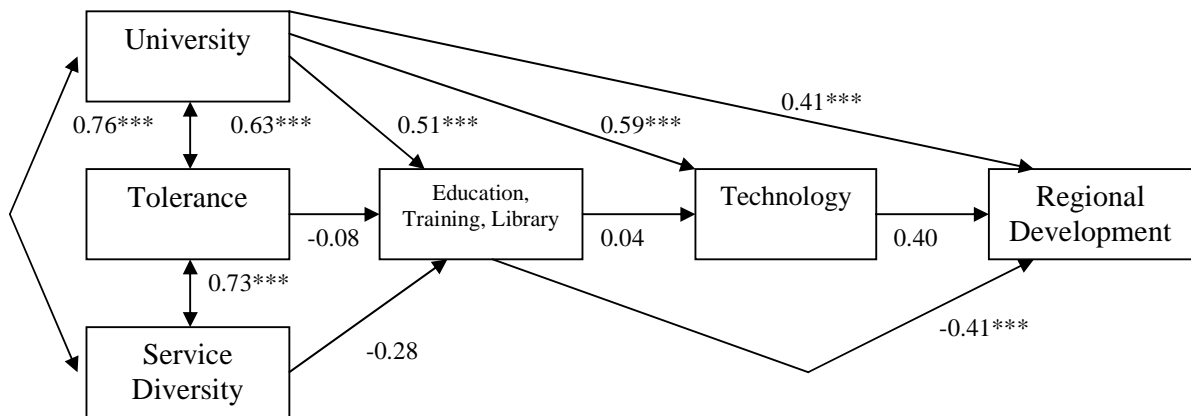 University
0.41***
0.76***
0.63***
0.51***
0.59***
Tolerance
Education,
Training, Library
Technology
Regional
Development
-0.08
0.04
0.40
0.73***
-0.41***
Service
Diversity
-0.28